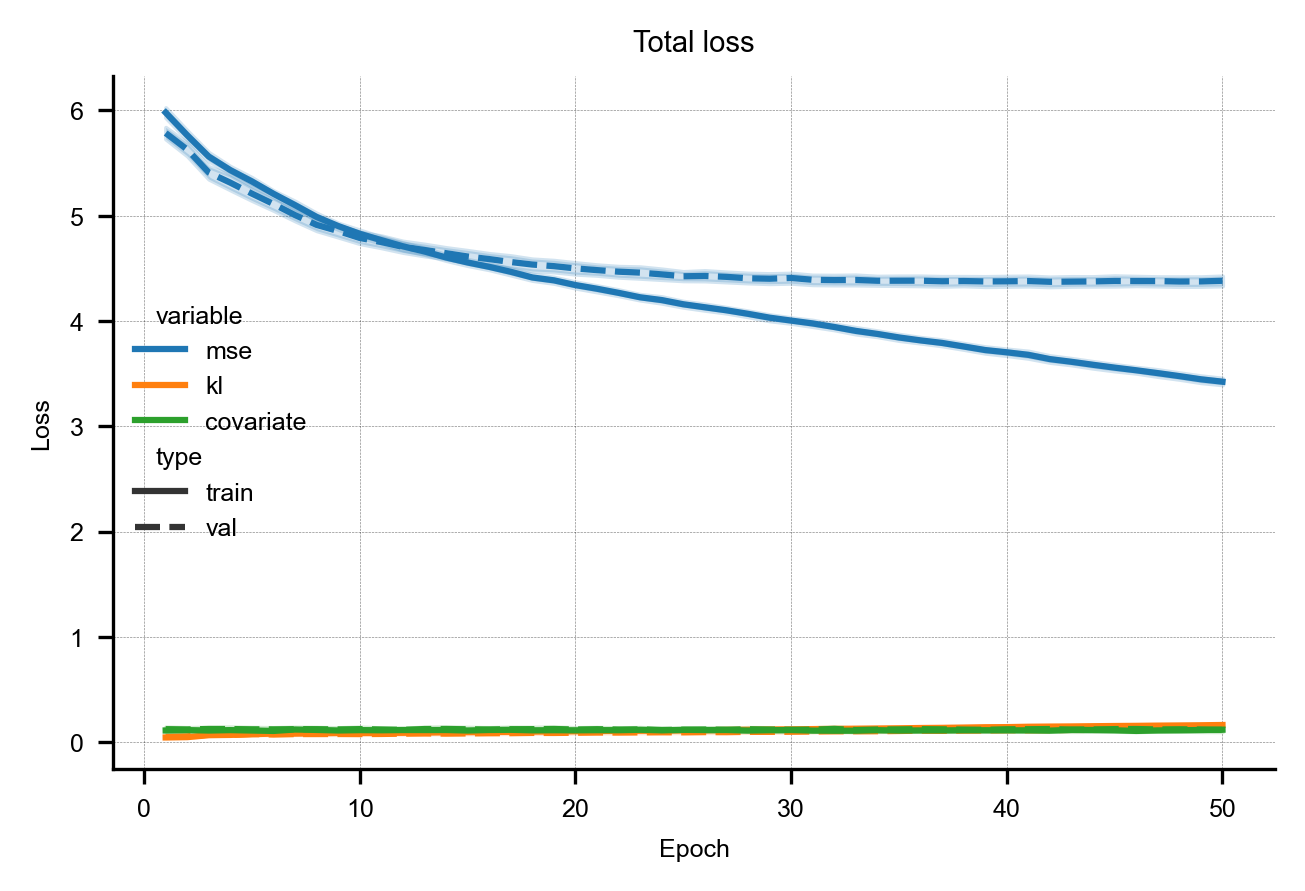 Total loss
6
5
4
3
2
1
0
Loss
variable
mse
kl
covariate
type
train
val
0 10 20 30 40 50
Epoch